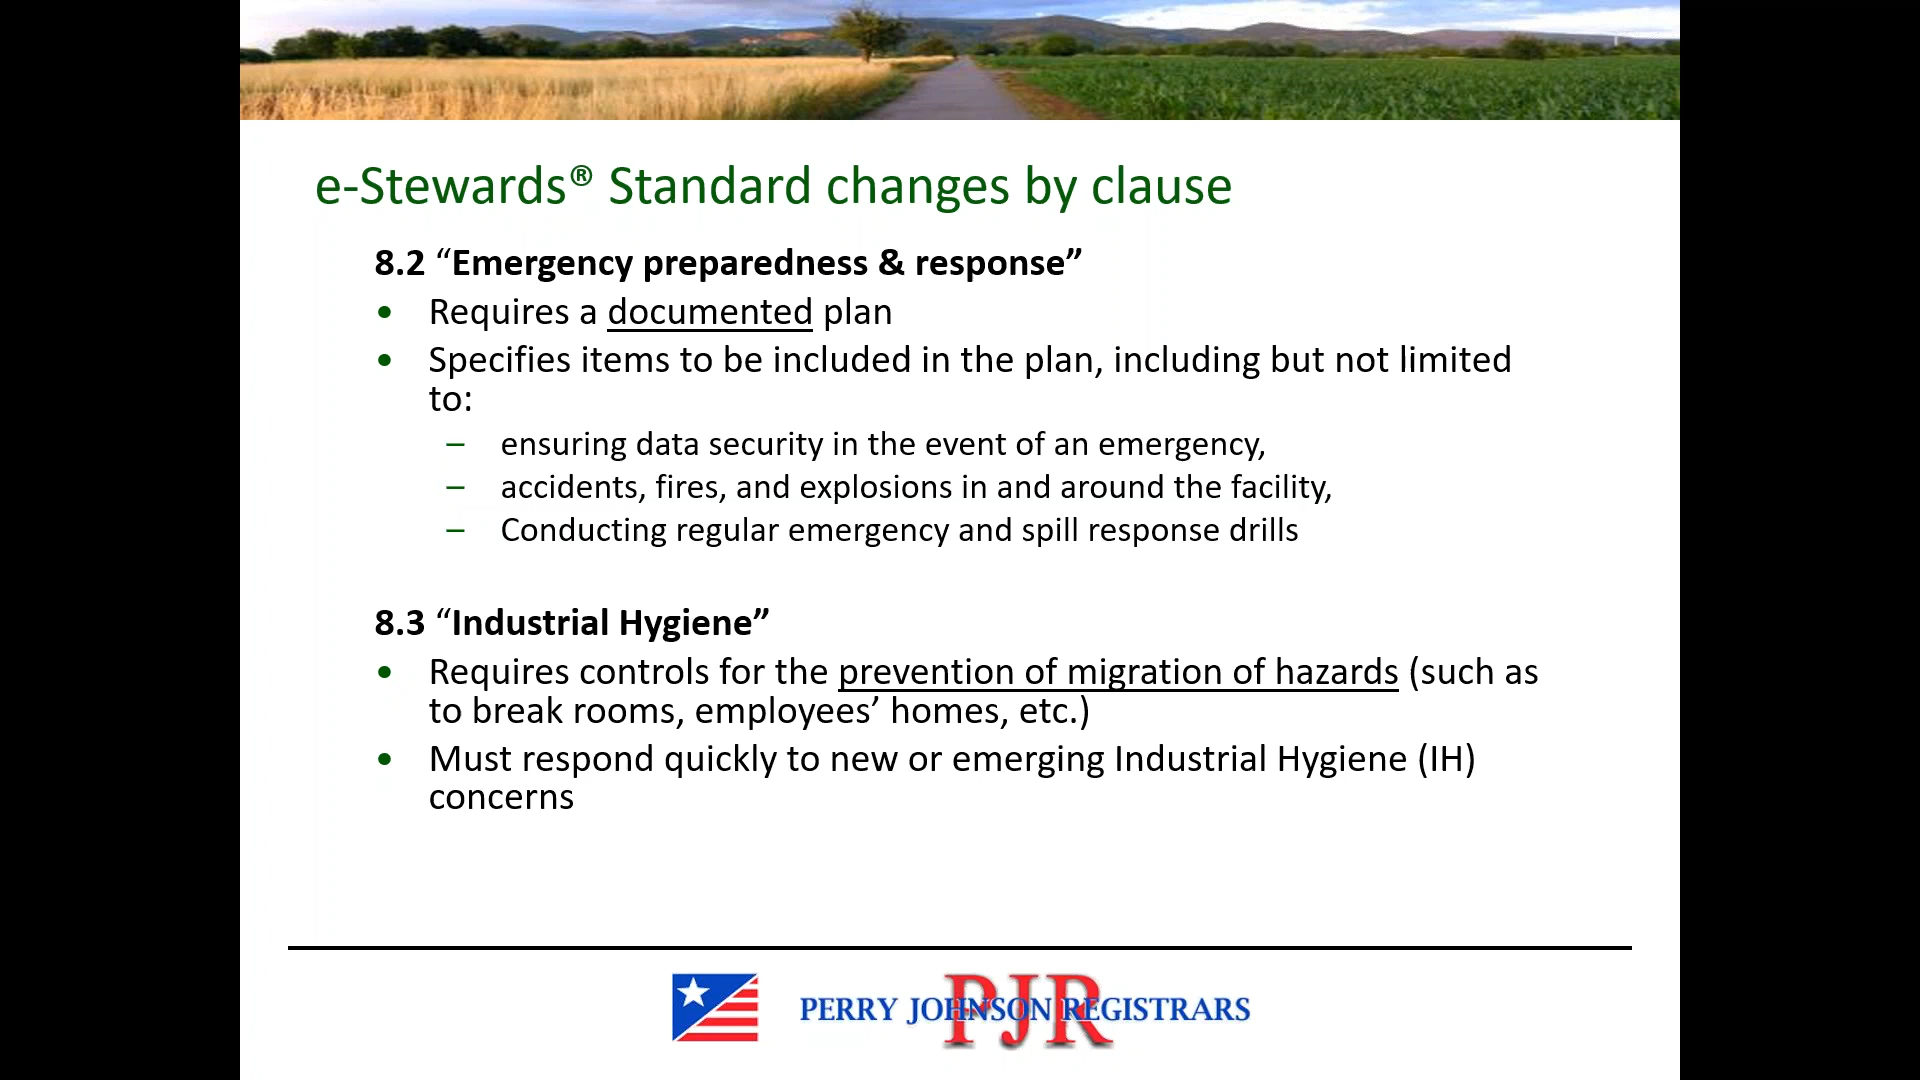 e-Stewards® Standard changes by clause
8.2 “Emergency preparedness & response”
• Requires a documented plan
• Specifies items to be included in the plan, including but not limited
to:
– ensuring data security in the event of an emergency,
– accidents, fires, and explosions in and around the facility,
– Conducting regular emergency and spill response drills
8.3 “Industrial Hygiene”
• Requires controls for the prevention of migration of hazards (such as
to break rooms, employees’ homes, etc.)
• Must respond quickly to new or emerging Industrial Hygiene (IH)
concerns
PJR
PERRY JOHNSON REGISTRARS